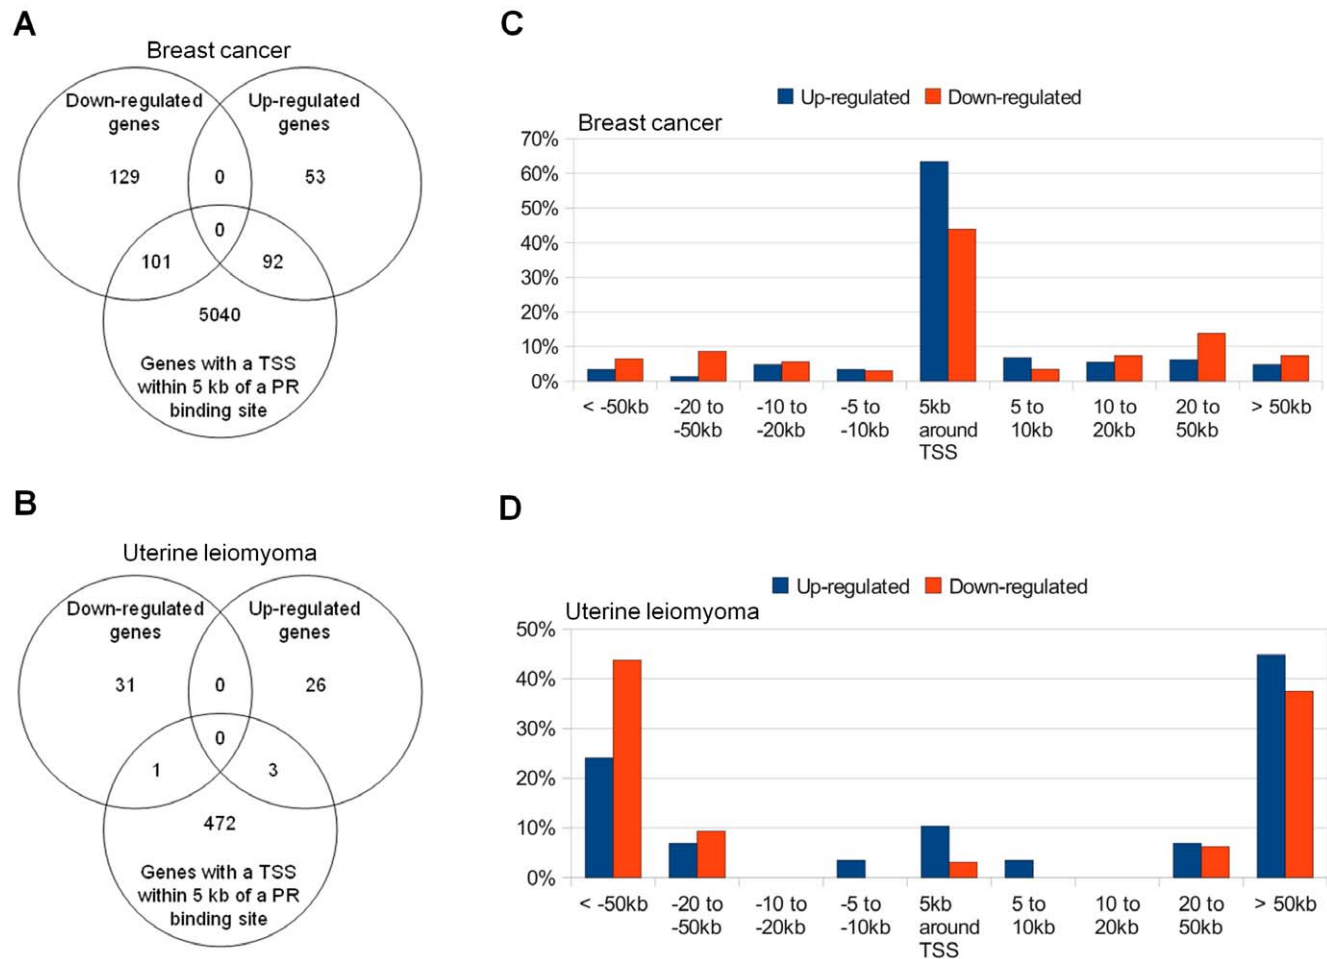 A
Breast cancer
Down-regulated
genes
Up-regulated
genes
129
0
53
0
101
92
5040
Genes with a TSS
within 5 kb of a PR
binding site
B
Uterine leiomyoma
Down-regulated
genes
Up-regulated
genes
31
0
26
0
1
3
472
Genes with a TSS
within 5 kb of a PR
binding site
C
Up-regulated
Down-regulated
Breast cancer
70%
60%
50%
40%
30%
20%
10%
0%
< -50kb
-20 to
-50kb
-10 to
-20kb
-5 to
-10kb
5kb
around
TSS
5 to
10kb
10 to
20kb
20 to
50kb
> 50kb
D
Up-regulated
Down-regulated
Uterine leiomyoma
50%
40%
30%
20%
10%
0%
< -50kb
-20 to
-50kb
-10 to
-20kb
-5 to
-10kb
5kb
around
TSS
5 to
10kb
10 to
20kb
20 to
50kb
> 50kb